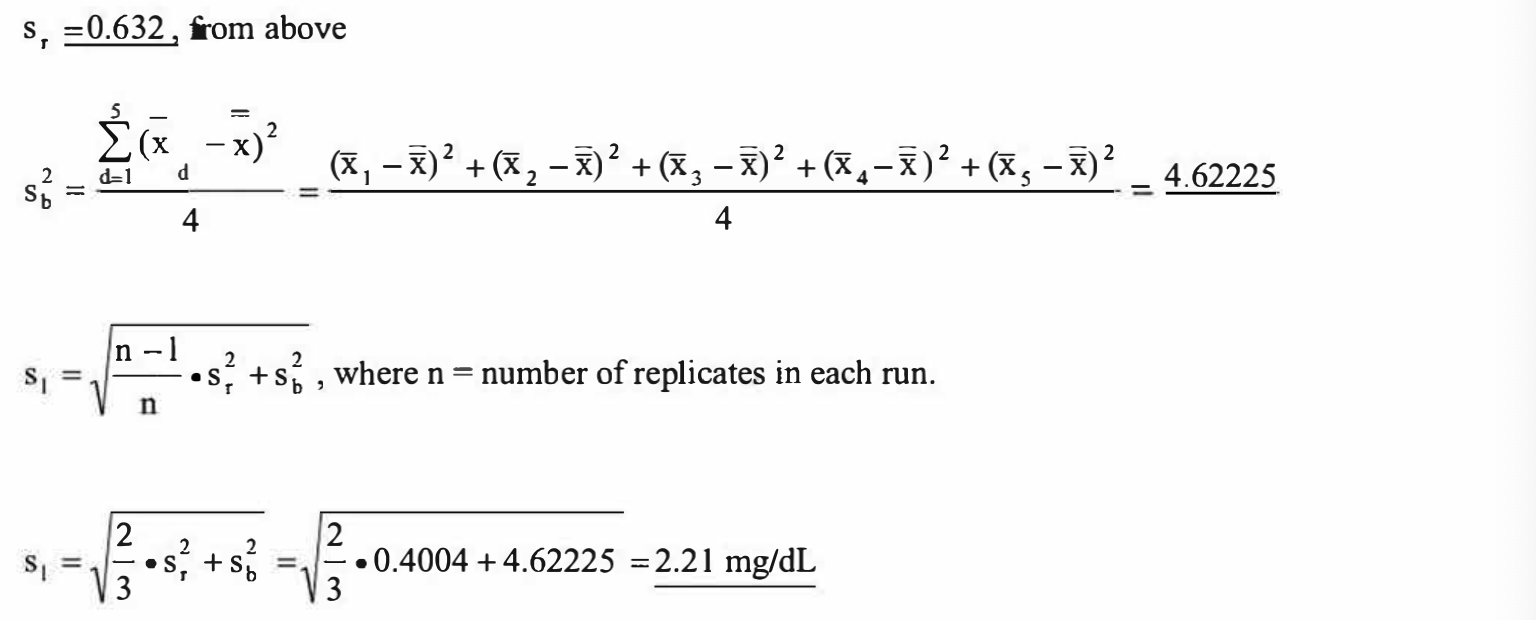 s_r = 0.632, from above
s_b^2 = \frac{\sum_{d=1}^{5} (\bar{x}_d - \bar{\bar{x}})^2}{4} = \frac{(\bar{x}_1 - \bar{\bar{x}})^2 + (\bar{x}_2 - \bar{\bar{x}})^2 + (\bar{x}_3 - \bar{\bar{x}})^2 + (\bar{x}_4 - \bar{\bar{x}})^2 + (\bar{x}_5 - \bar{\bar{x}})^2}{4} = 4.62225
s_l = \sqrt{\frac{n-1}{n} • s_r^2 + s_b^2}, where n = number of replicates in each run.
s_l = \sqrt{\frac{2}{3} • s_r^2 + s_b^2} = \sqrt{\frac{2}{3} • 0.4004 + 4.62225} = 2.21 mg/dL